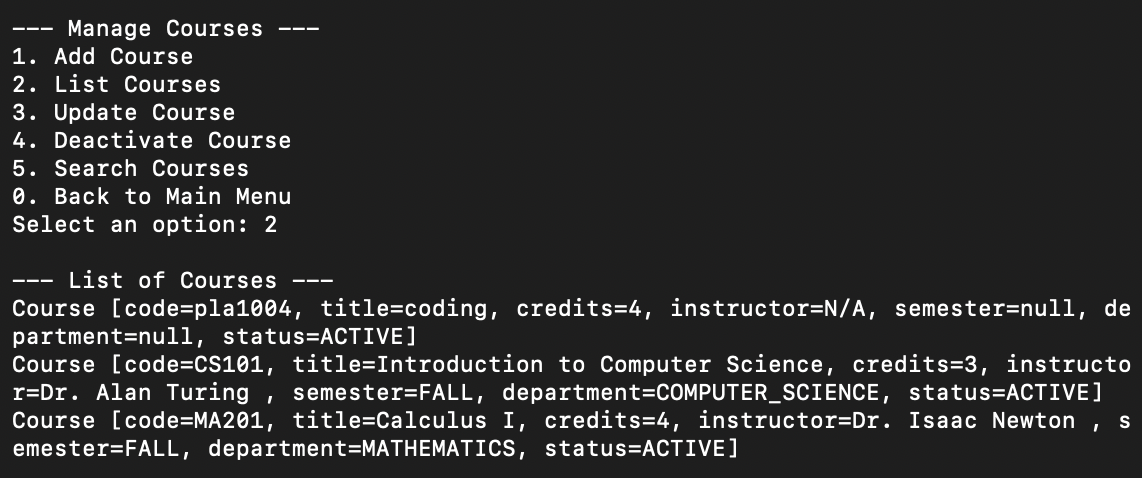 --- Manage Courses ---
1. Add Course
2. List Courses
3. Update Course
4. Deactivate Course
5. Search Courses
0. Back to Main Menu
Select an option: 2

--- List of Courses ---
Course [code=pla1004, title=coding, credits=4, instructor=N/A, semester=null, de
partment=null, status=ACTIVE]
Course [code=CS101, title=Introduction to Computer Science, credits=3, instructo
r=Dr. Alan Turing , semester=FALL, department=COMPUTER_SCIENCE, status=ACTIVE]
Course [code=MA201, title=Calculus I, credits=4, instructor=Dr. Isaac Newton , s
emester=FALL, department=MATHEMATICS, status=ACTIVE]